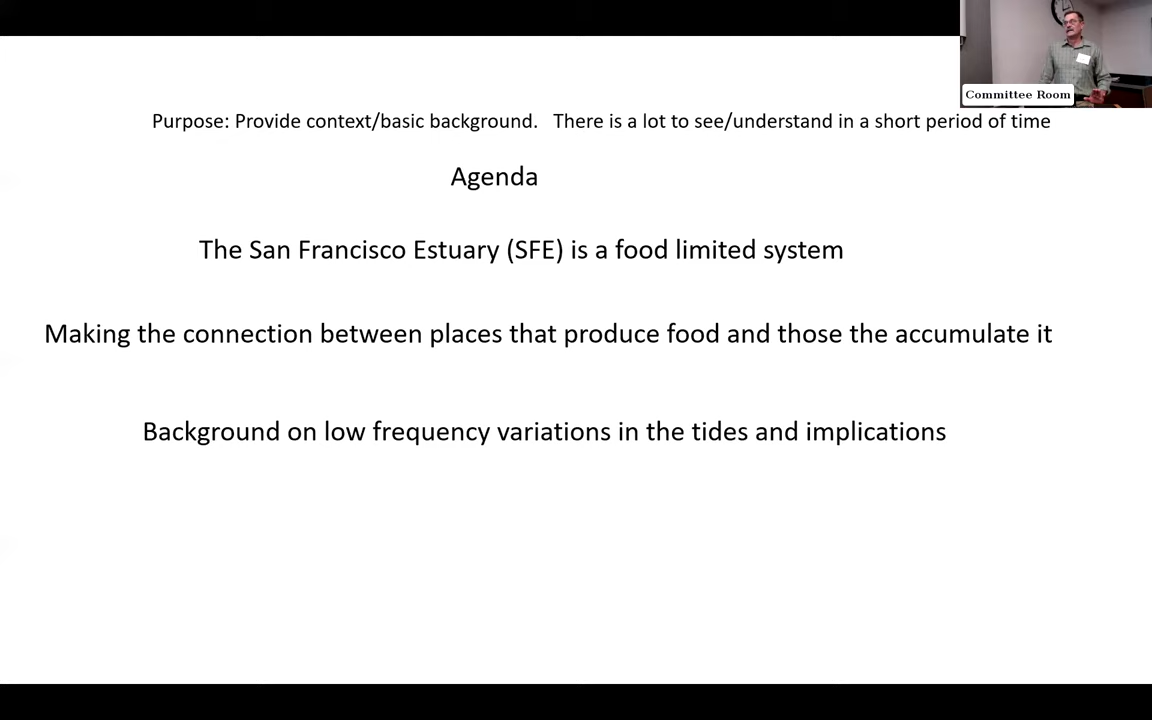 Committee Room
Purpose: Provide context/basic background.   There is a lot to see/understand in a short period of time
Agenda
The San Francisco Estuary (SFE) is a food limited system
Making the connection between places that produce food and those the accumulate it
Background on low frequency variations in the tides and implications